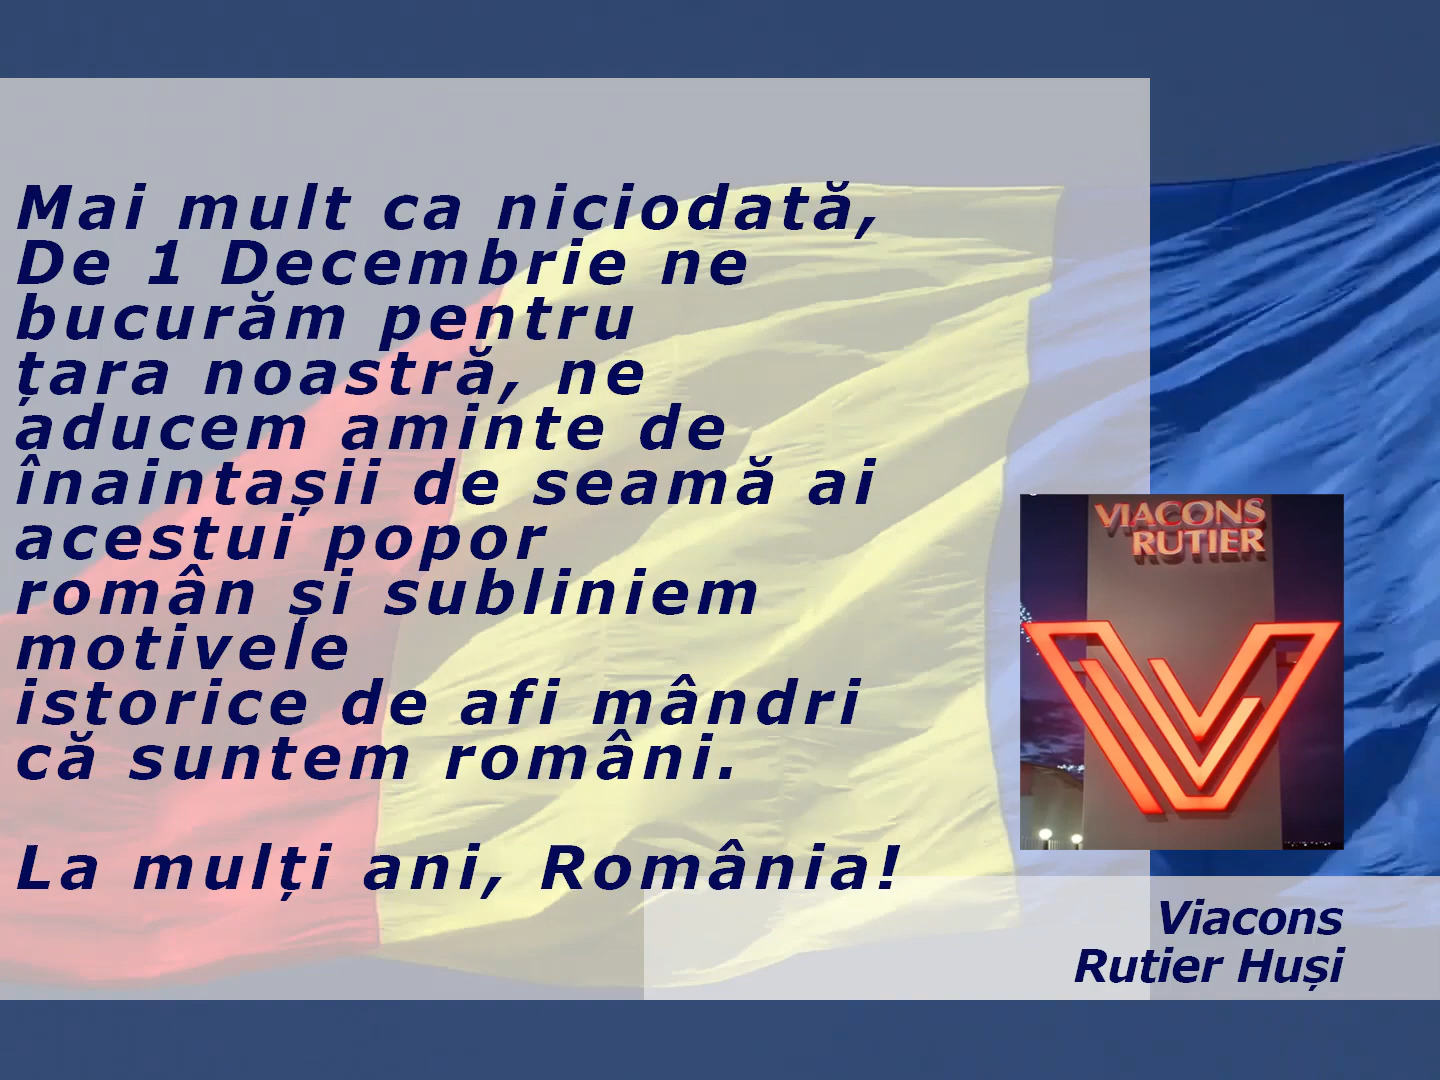 Mai mult ca niciodată,
De 1 Decembrie ne
bucurăm pentru
țara noastră, ne
aducem aminte de
înaintașii de seamă ai
acestui popor
român și subliniem
motivele
istorice de afi mândri
că suntem români.
La mulți ani, România!
VIACONS
RUTIER
Viacons
Rutier Huși